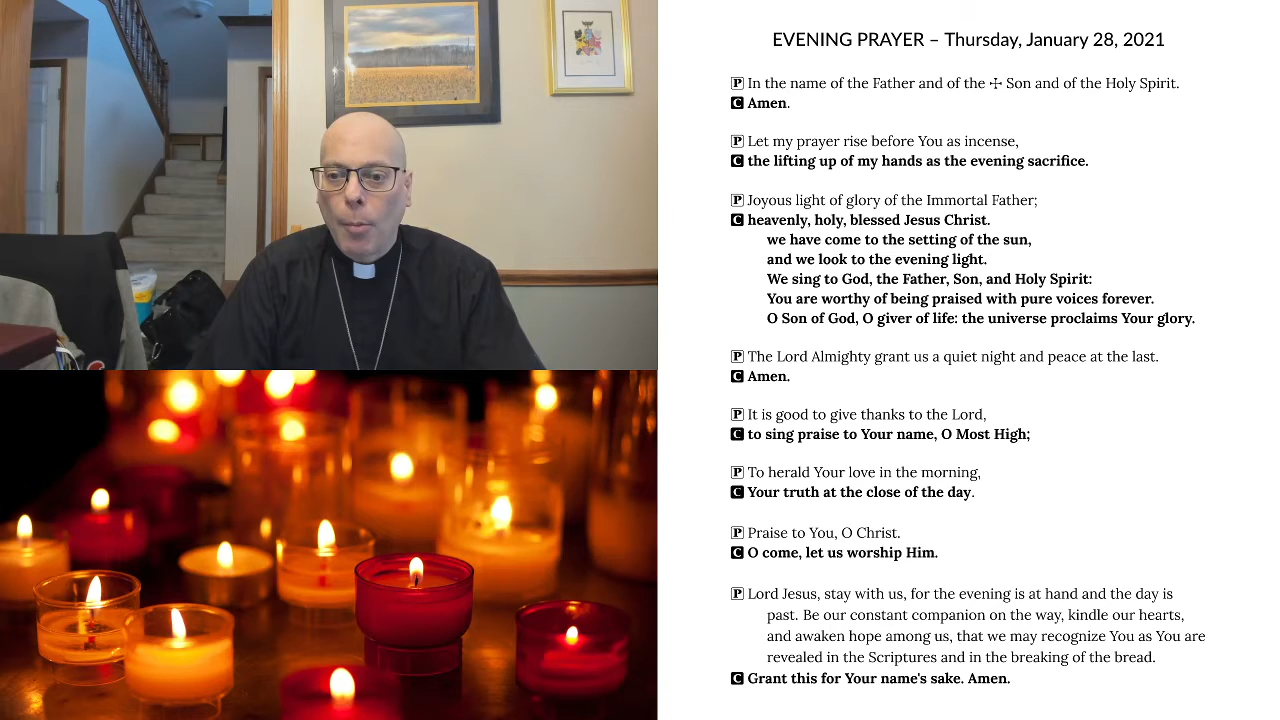 EVENING PRAYER – Thursday, January 28, 2021
P In the name of the Father and of the ☩ Son and of the Holy Spirit.
C Amen.
P Let my prayer rise before You as incense,
C the lifting up of my hands as the evening sacrifice.
P Joyous light of glory of the Immortal Father;
C heavenly, holy, blessed Jesus Christ.
we have come to the setting of the sun,
and we look to the evening light.
We sing to God, the Father, Son, and Holy Spirit:
You are worthy of being praised with pure voices forever.
O Son of God, O giver of life: the universe proclaims Your glory.
P The Lord Almighty grant us a quiet night and peace at the last.
C Amen.
P It is good to give thanks to the Lord,
C to sing praise to Your name, O Most High;
P To herald Your love in the morning,
C Your truth at the close of the day.
P Praise to You, O Christ.
C O come, let us worship Him.
P Lord Jesus, stay with us, for the evening is at hand and the day is
past. Be our constant companion on the way, kindle our hearts,
and awaken hope among us, that we may recognize You as You are
revealed in the Scriptures and in the breaking of the bread.
C Grant this for Your name's sake. Amen.